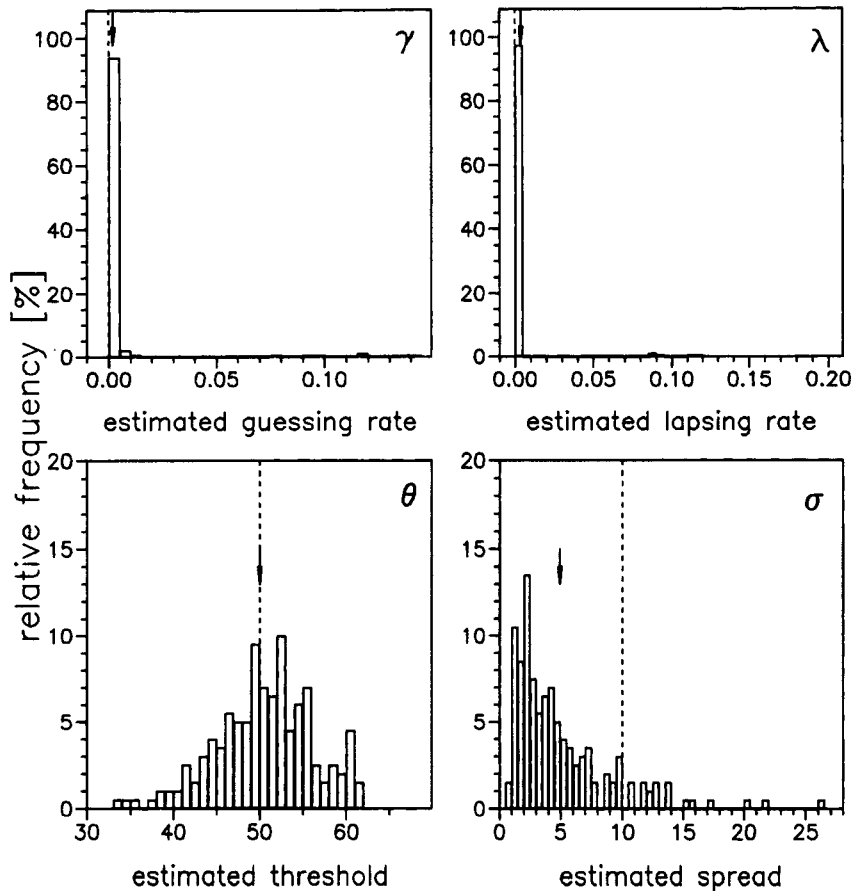 relative frequency [%]
100
80
60
40
20
0
γ
0.00 0.05 0.10
estimated guessing rate
100
80
60
40
20
0
λ
0.00 0.05 0.10 0.15 0.20
estimated lapsing rate
20
15
10
5
0
θ
30 40 50 60
estimated threshold
20
15
10
5
0
σ
0 5 10 15 20 25
estimated spread